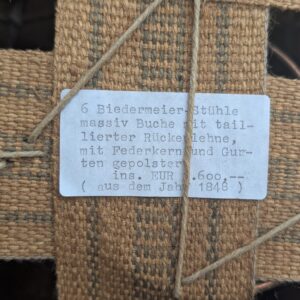 6 Biedermeier-Stühle
massiv Buche mit tail-
lierter Rückenlehne,
mit Federkern und Gur-
ten gepolstert
ins. EUR .600,--
( aus dem Jahr 1848 )